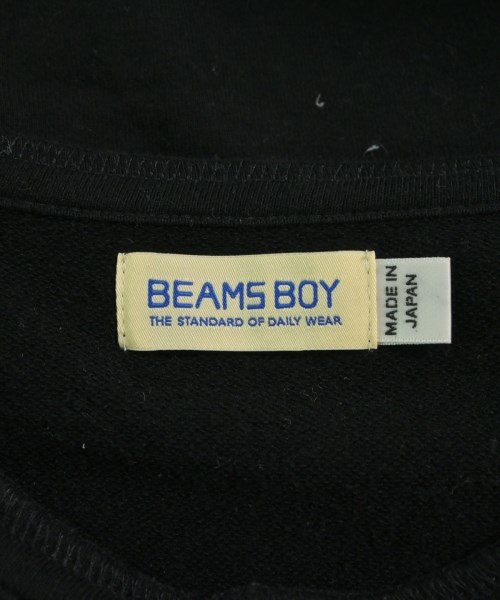 BEAMS BOY
THE STANDARD OF DAILY WEAR
MADE IN
JAPAN